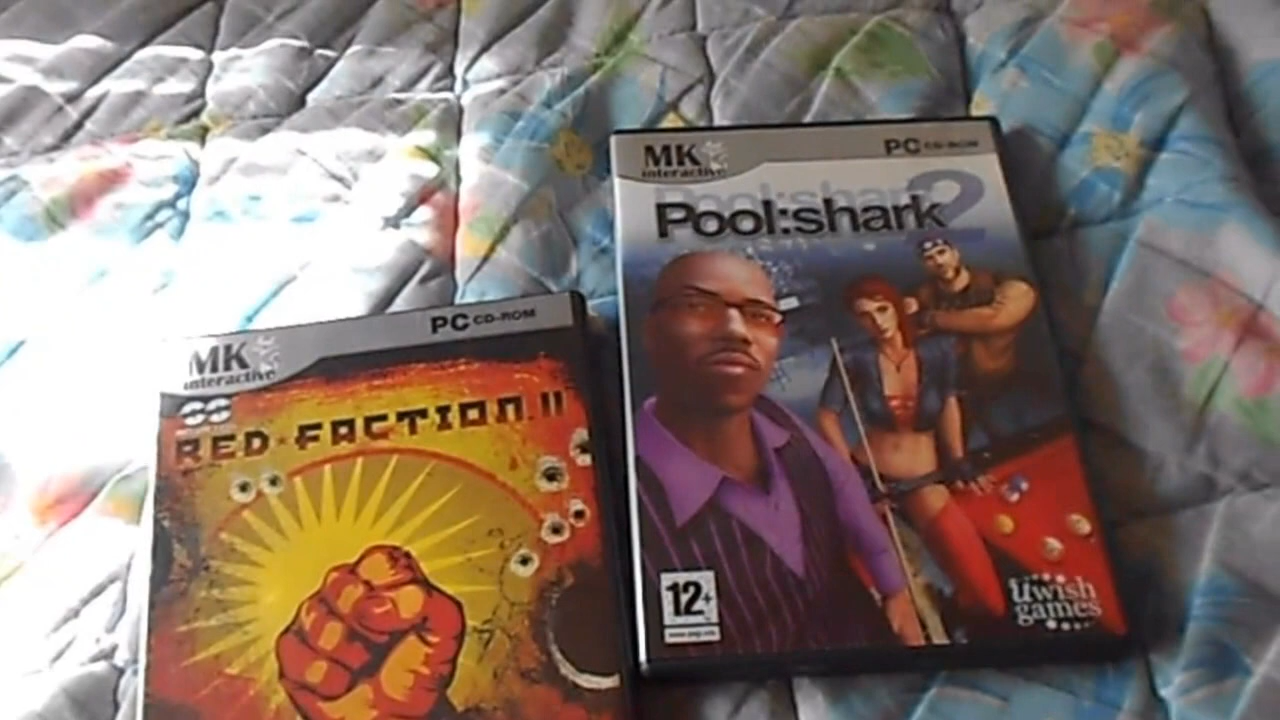 MK
interactive
PC CD-ROM
RED FACTION II
MK
interactive
PC CD-ROM
Pool:shark 2
12+
uwish
games